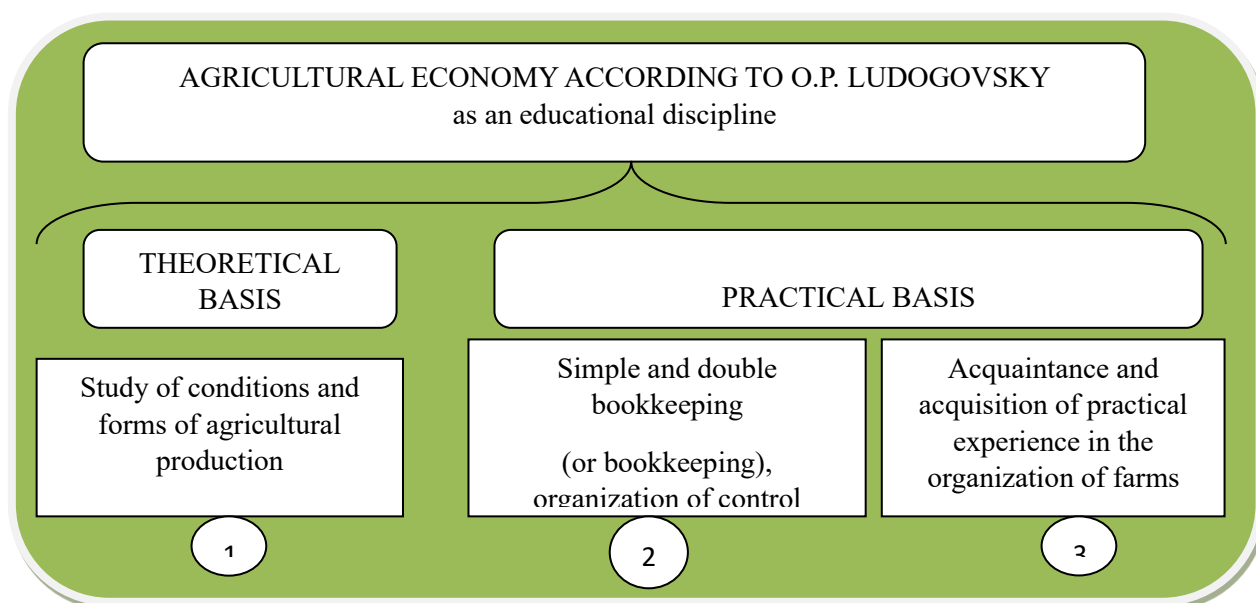 AGRICULTURAL ECONOMY ACCORDING TO O.P. LUDOGOVSKY
as an educational discipline
THEORETICAL
BASIS
PRACTICAL BASIS
Study of conditions and
forms of agricultural
production
Simple and double
bookkeeping
(or bookkeeping),
organization of control
Acquaintance and
acquisition of practical
experience in the
organization of farms
1
2
3